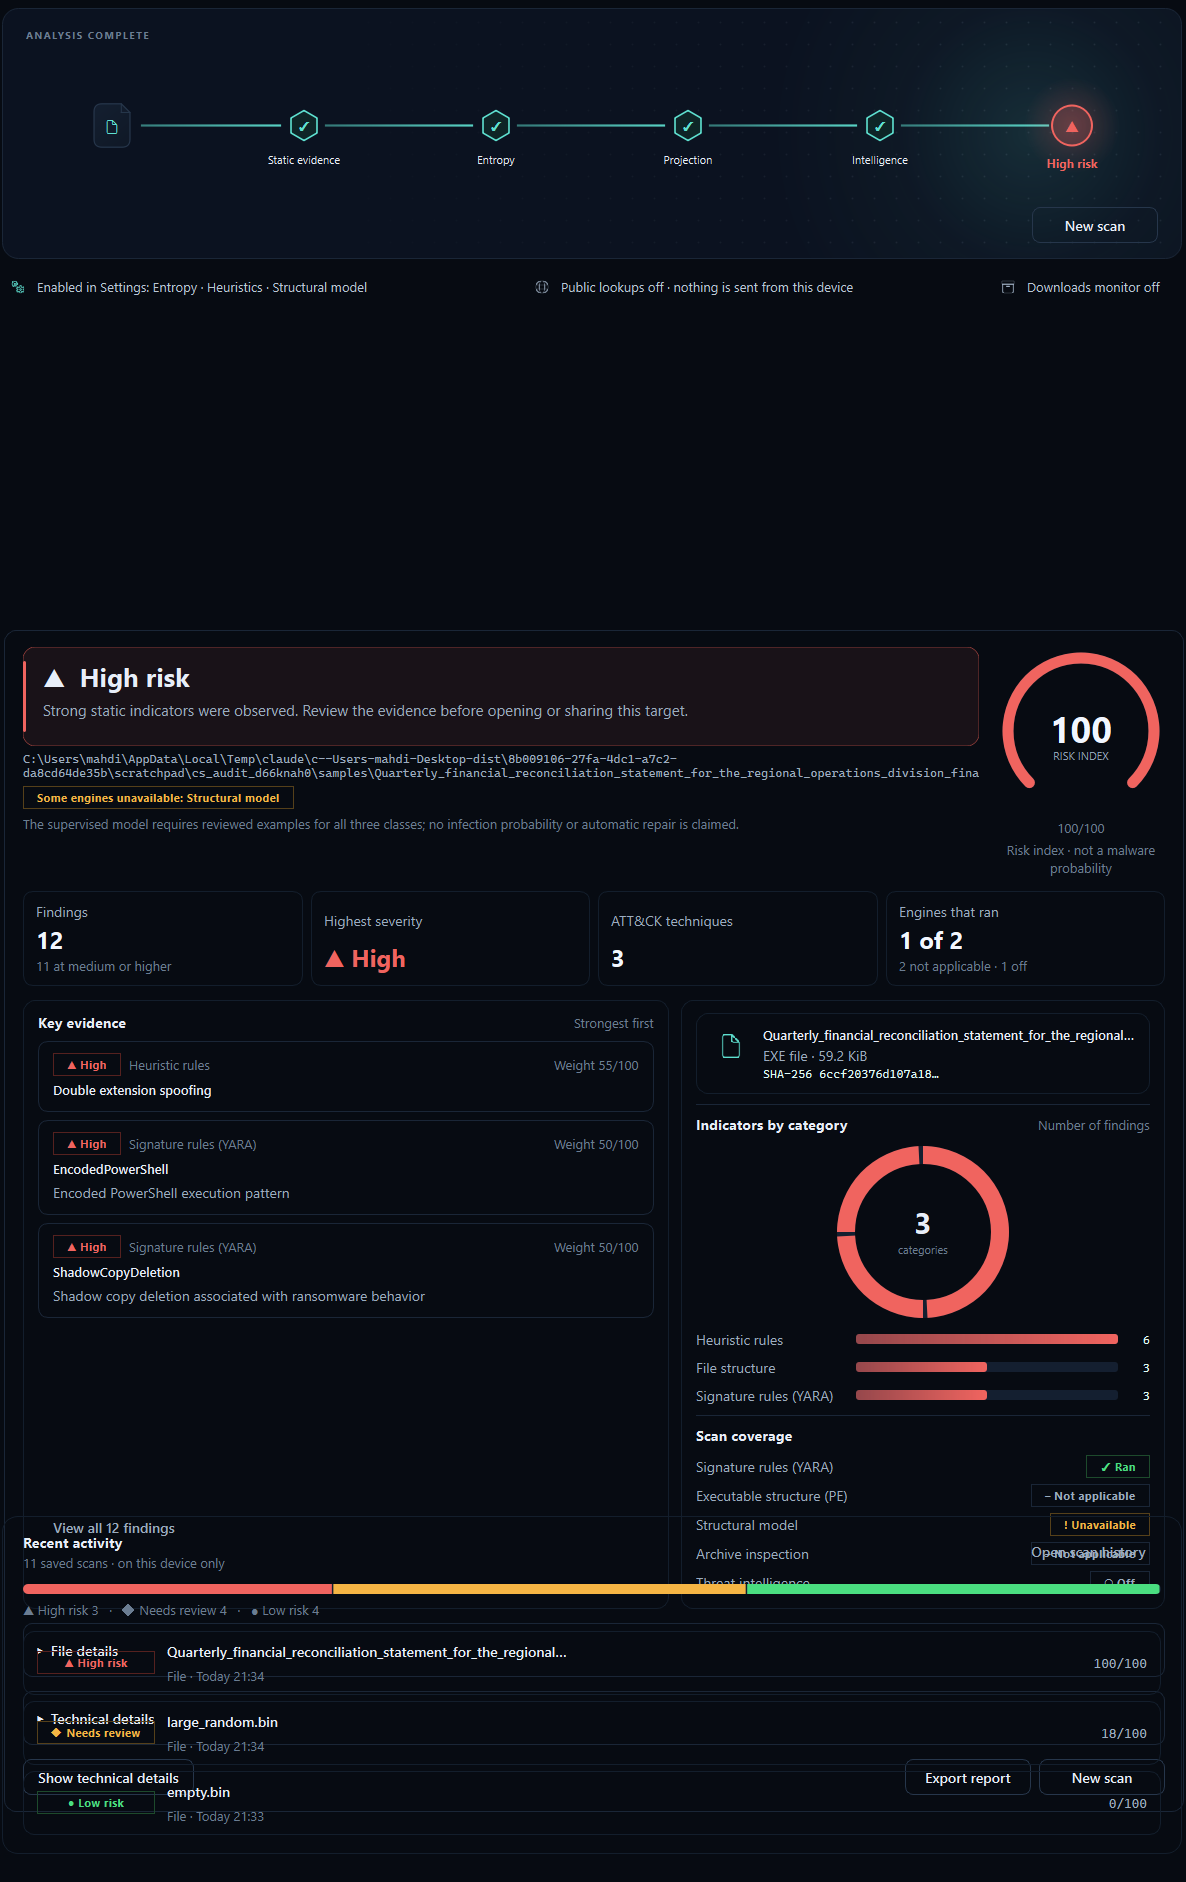 ANALYSIS COMPLETE
Static evidence
Entropy
Projection
Intelligence
High risk
New scan
Enabled in Settings: Entropy · Heuristics · Structural model
Public lookups off · nothing is sent from this device
Downloads monitor off
▲ High risk
Strong static indicators were observed. Review the evidence before opening or sharing this target.
C:\Users\mahdi\AppData\Local\Temp\claude\c--Users-mahdi-Desktop-dist\8b009106-27fa-4dc1-a7c2-
da8cd64de35b\scratchpad\cs_audit_d66knah0\samples\Quarterly_financial_reconciliation_statement_for_the_regional_operations_division_fina
Some engines unavailable: Structural model
The supervised model requires reviewed examples for all three classes; no infection probability or automatic repair is claimed.
100
RISK INDEX
100/100
Risk index · not a malware
probability
Findings
12
11 at medium or higher
Highest severity
▲ High
ATT&CK techniques
3
Engines that ran
1 of 2
2 not applicable · 1 off
Key evidence
Strongest first
▲ High
Heuristic rules
Weight 55/100
Double extension spoofing
▲ High
Signature rules (YARA)
Weight 50/100
EncodedPowerShell
Encoded PowerShell execution pattern
▲ High
Signature rules (YARA)
Weight 50/100
ShadowCopyDeletion
Shadow copy deletion associated with ransomware behavior
View all 12 findings
Quarterly_financial_reconciliation_statement_for_the_regional...
EXE file · 59.2 KiB
SHA-256 6ccf20376d107a18…
Indicators by category
Number of findings
3
categories
Heuristic rules
6
File structure
3
Signature rules (YARA)
3
Scan coverage
Signature rules (YARA)
✓ Ran
Executable structure (PE)
– Not applicable
Structural model
! Unavailable
Archive inspection
– Not applicable
Threat intelligence
○ Off
Recent activity
11 saved scans · on this device only
Open scan history
▲ High risk 3 · ◆ Needs review 4 · ● Low risk 4
▸ File details
▲ High risk
Quarterly_financial_reconciliation_statement_for_the_regional...
File · Today 21:34
100/100
▸ Technical details
◆ Needs review
large_random.bin
File · Today 21:34
18/100
Show technical details
Export report
New scan
● Low risk
empty.bin
File · Today 21:33
0/100